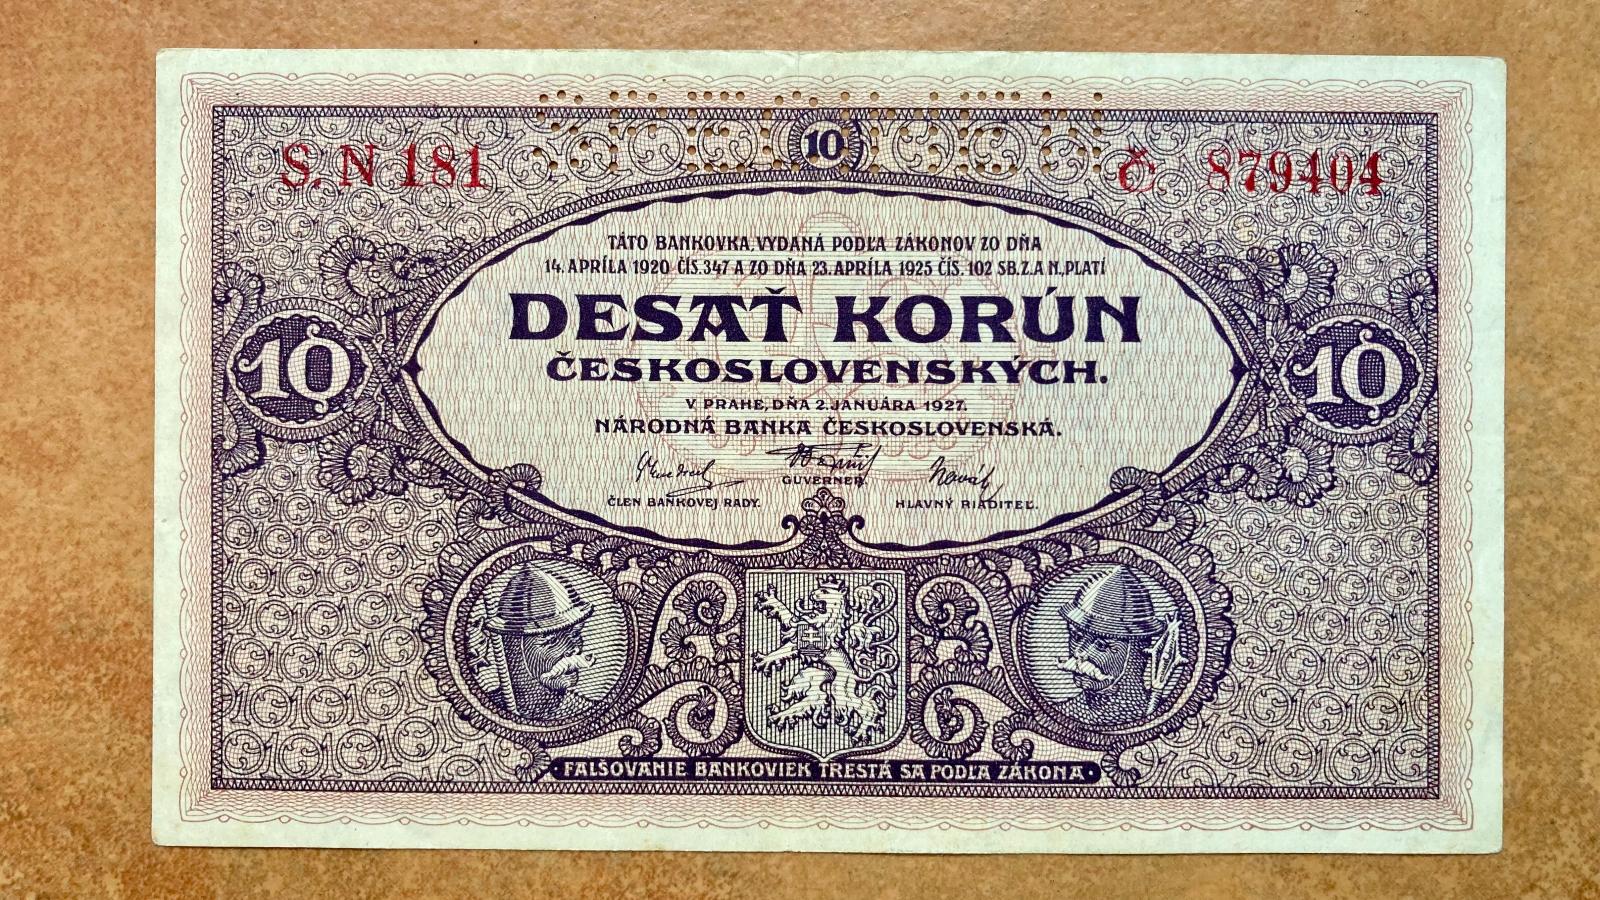 10
S. N 181
Č 879404
TÁTO BANKOVKA, VYDANÁ PODĽA ZÁKONOV ZO DŇA
14. APRÍLA 1920 ČÍS. 347 A ZO DŇA 23. APRÍLA 1925 ČÍS. 102 SB. Z. A N., PLATÍ
DESAŤ KORÚN
ČESKOSLOVENSKÝCH.
10
10
V PRAHE, DŇA 2. JANUÁRA 1927.
NÁRODNÁ BANKA ČESKOSLOVENSKÁ.
GUVERNER.
ČLEN BAŇKOVEJ RADY.
HLAVNÝ RIADITEĽ.
· FALŠOVANIE BANKOVIEK TRESTÁ SA PODĽA ZÁKONA ·